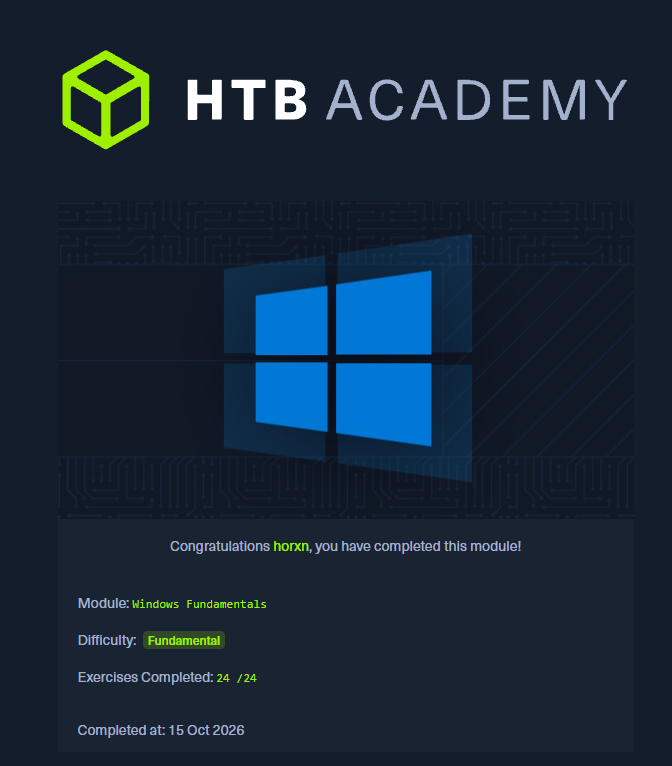 HTB ACADEMY
Congratulations horxn, you have completed this module!
Module: Windows Fundamentals
Difficulty: Fundamental
Exercises Completed: 24 /24
Completed at: 15 Oct 2026